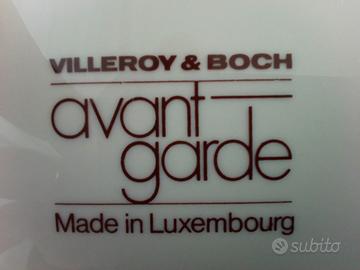 VILLEROY & BOCH
avant
garde
Made in Luxembourg
subito